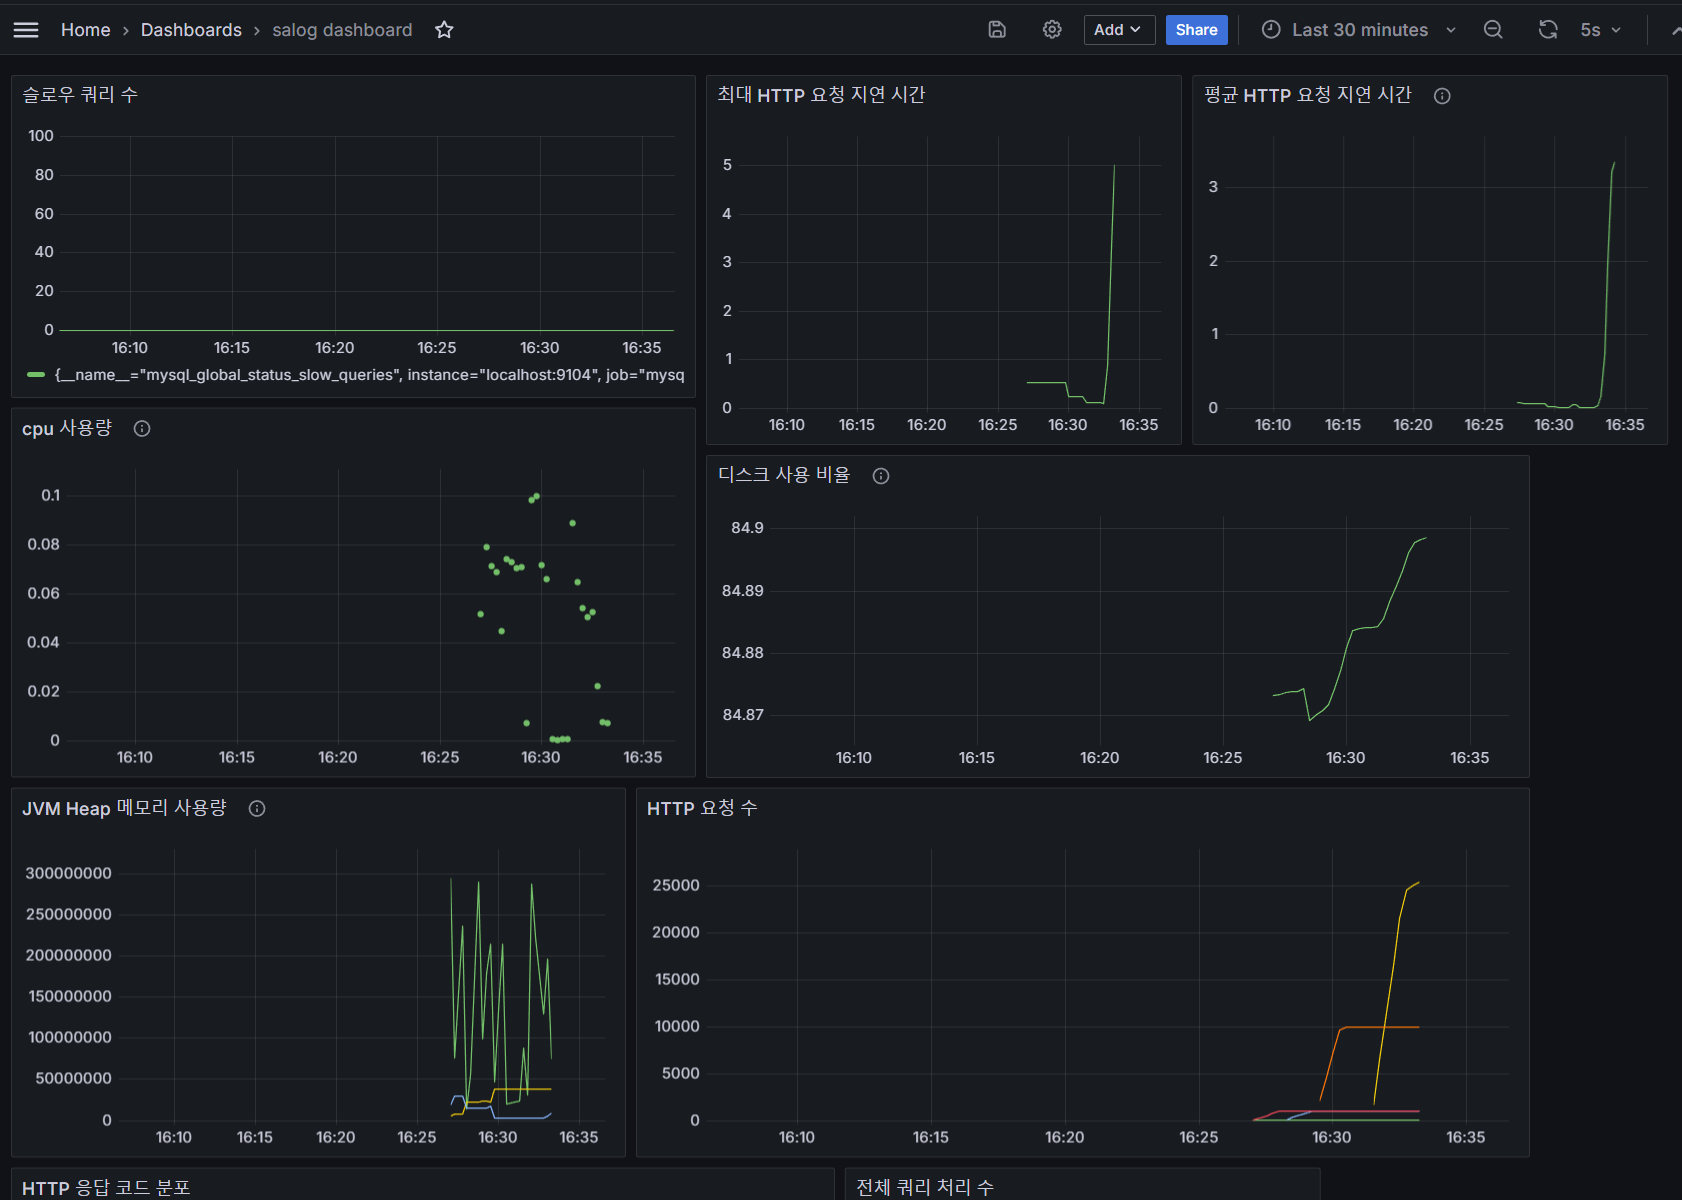 Home › Dashboards › salog dashboard
Add
Share
Last 30 minutes
5s
슬로우 쿼리 수
100
80
60
40
20
0
16:10 16:15 16:20 16:25 16:30 16:35
{__name__="mysql_global_status_slow_queries", instance="localhost:9104", job="mysq
최대 HTTP 요청 지연 시간
5
4
3
2
1
0
16:10 16:15 16:20 16:25 16:30 16:35
평균 HTTP 요청 지연 시간
3
2
1
0
16:10 16:15 16:20 16:25 16:30 16:35
cpu 사용량
0.1
0.08
0.06
0.04
0.02
0
16:10 16:15 16:20 16:25 16:30 16:35
디스크 사용 비율
84.9
84.89
84.88
84.87
16:10 16:15 16:20 16:25 16:30 16:35
JVM Heap 메모리 사용량
300000000
250000000
200000000
150000000
100000000
50000000
0
16:10 16:15 16:20 16:25 16:30 16:35
HTTP 요청 수
25000
20000
15000
10000
5000
0
16:10 16:15 16:20 16:25 16:30 16:35
HTTP 응답 코드 분포
전체 쿼리 처리 수